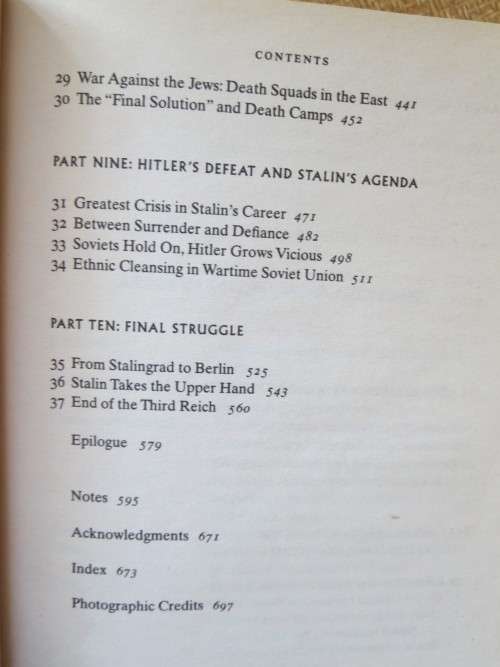 CONTENTS
29 War Against the Jews: Death Squads in the East 441
30 The “Final Solution” and Death Camps 452
PART NINE: HITLER'S DEFEAT AND STALIN'S AGENDA
31 Greatest Crisis in Stalin's Career 471
32 Between Surrender and Defiance 482
33 Soviets Hold On, Hitler Grows Vicious 498
34 Ethnic Cleansing in Wartime Soviet Union 511
PART TEN: FINAL STRUGGLE
35 From Stalingrad to Berlin 525
36 Stalin Takes the Upper Hand 543
37 End of the Third Reich 560
Epilogue 579
Notes 595
Acknowledgments 671
Index 673
Photographic Credits 697